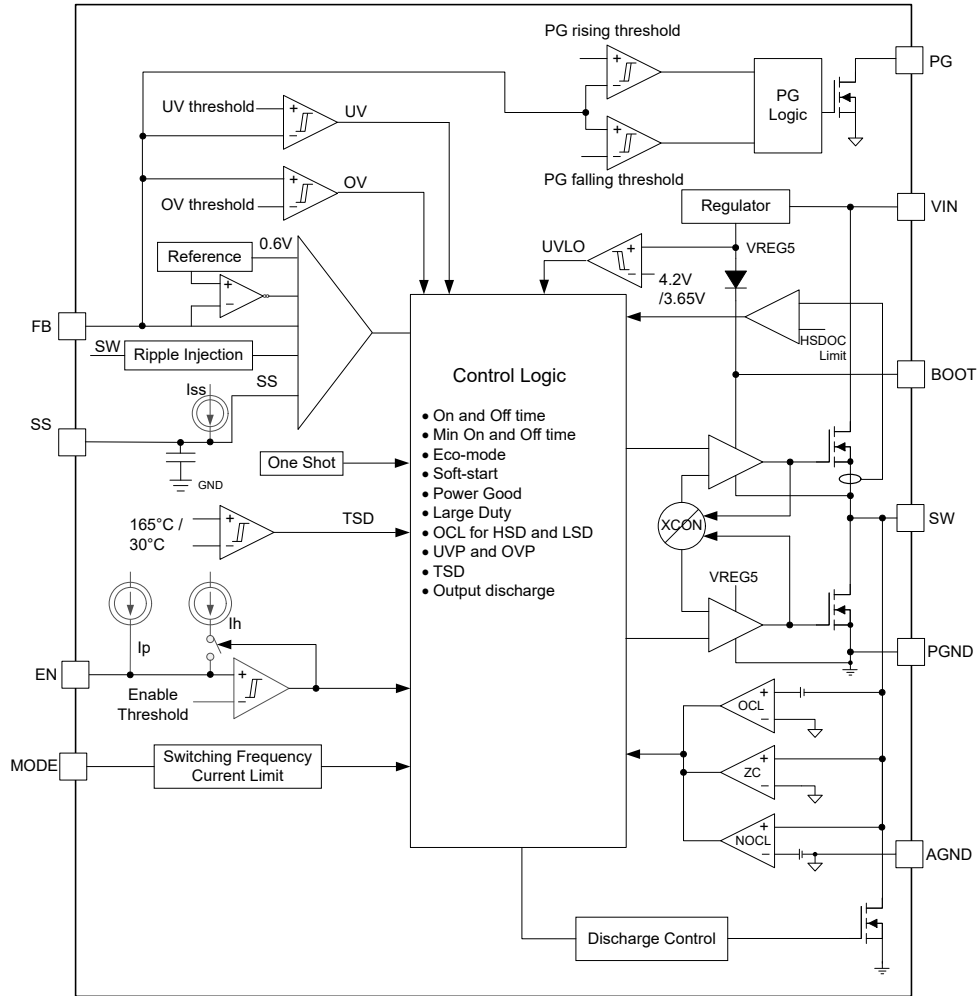 PG rising threshold
PG
PG
Logic
UV threshold
UV
PG falling threshold
OV
OV threshold
Regulator
VIN
UVLO
VREG5
0.6V
Reference
4.2V
/3.65V
FB
SW
Ripple Injection
HSDOC
Limit
Control Logic
BOOT
Iss
SS
SS
• On and Off time
• Min On and Off time
• Eco-mode
• Soft-start
• Power Good
• Large Duty
• OCL for HSD and LSD
• UVP and OVP
• TSD
• Output discharge
One Shot
GND
165°C /
30°C
TSD
XCON
SW
VREG5
Ip
Ih
EN
Enable
Threshold
PGND
OCL
MODE
Switching Frequency
Current Limit
ZC
NOCL
AGND
Discharge Control